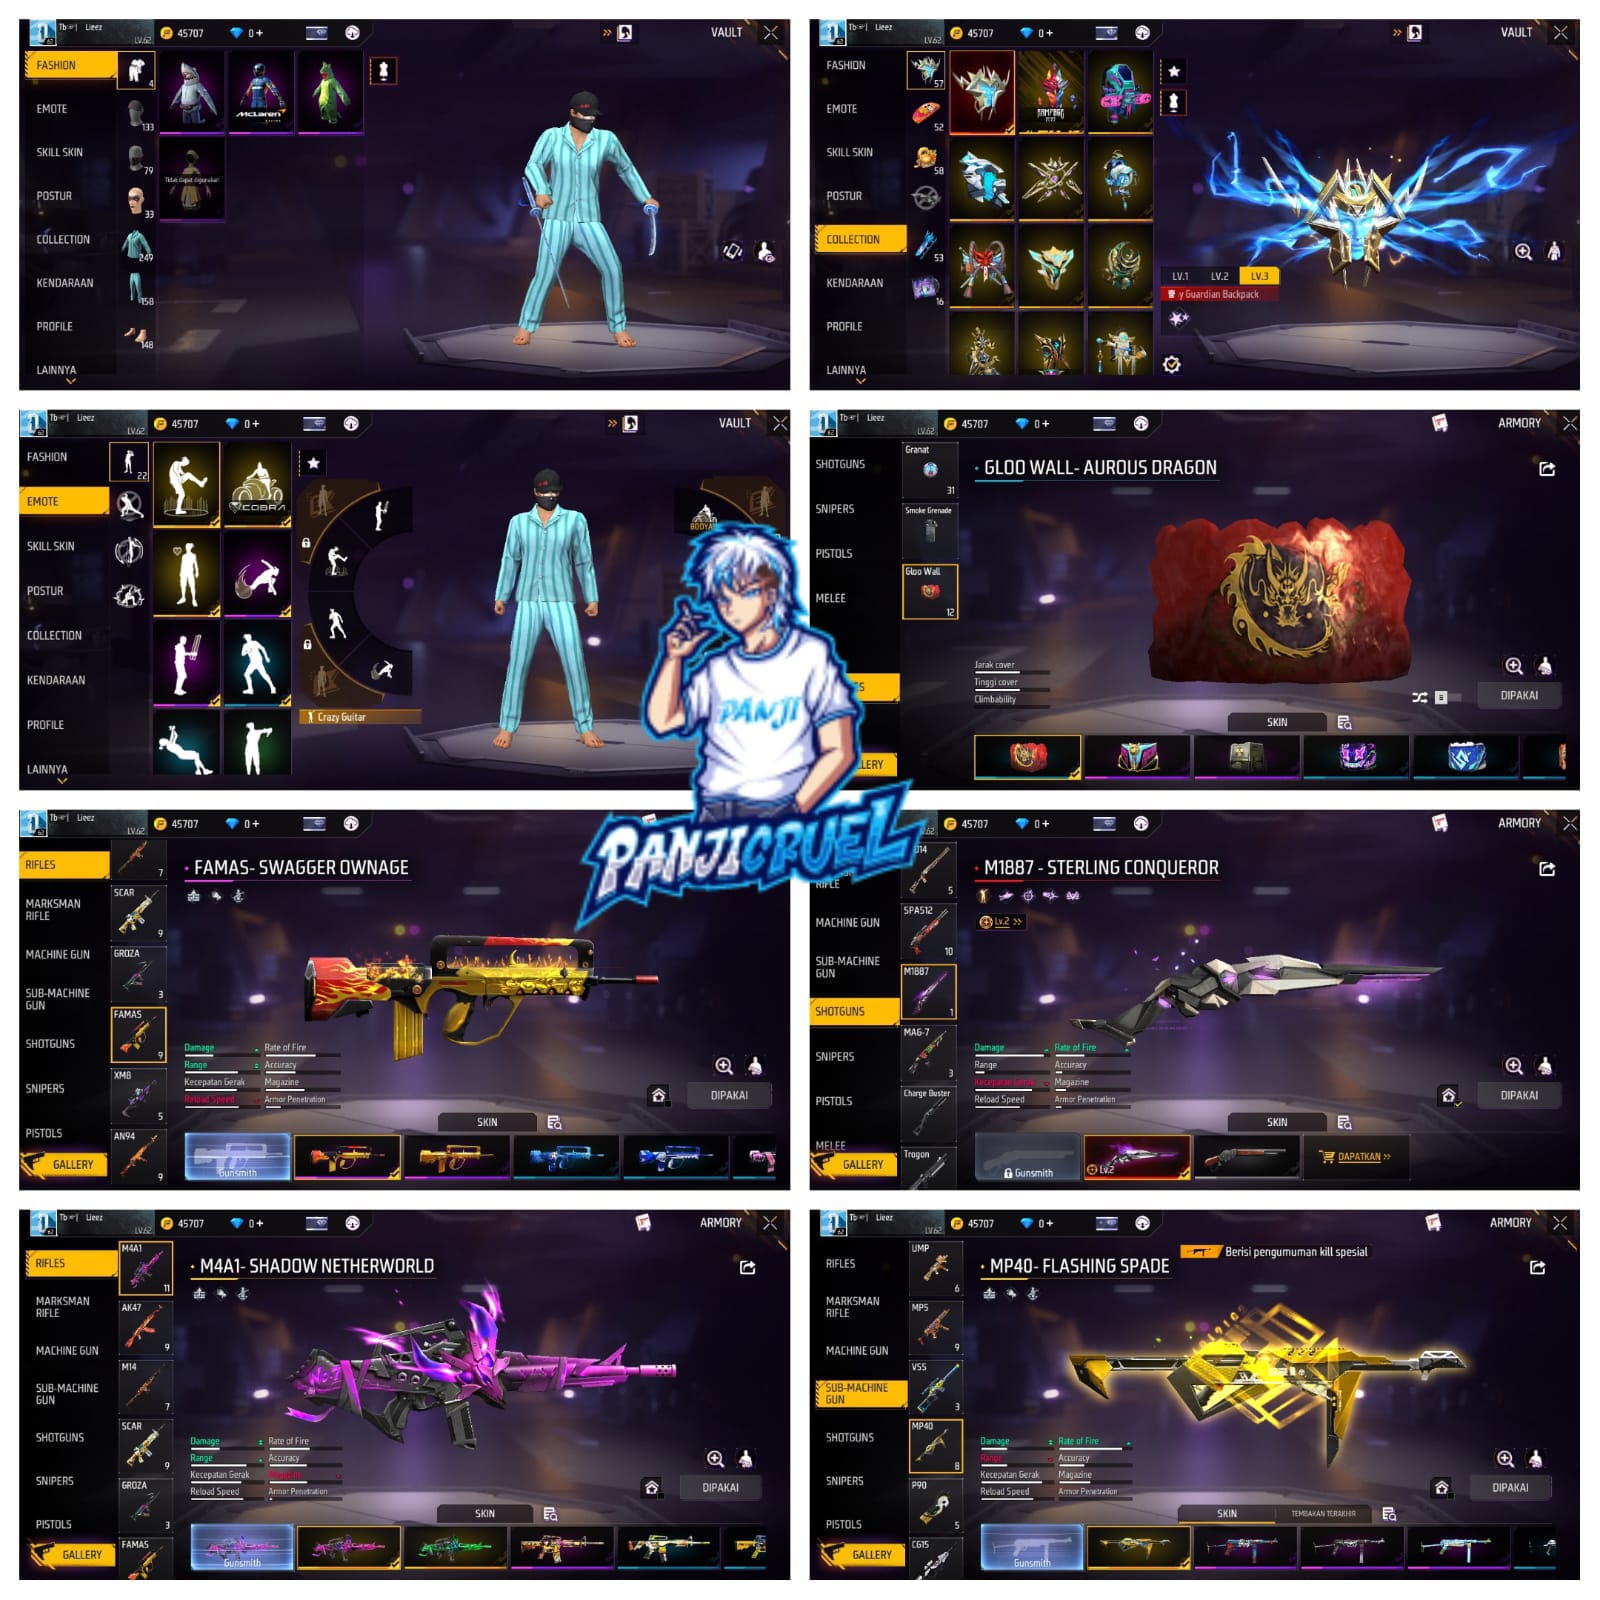 Tb Lieez
LV.62
45707
0+
VAULT
FASHION
EMOTE
SKILL SKIN
POSTUR
COLLECTION
KENDARAAN
PROFILE
LAINNYA
4
133
79
33
249
158
148
McLaren
Tidak dapat digunakan
Tb Lieez
LV.62
45707
0+
VAULT
FASHION
EMOTE
SKILL SKIN
POSTUR
COLLECTION
KENDARAAN
PROFILE
LAINNYA
57
52
58
53
16
RAMPAGE
LV.1 LV.2 LV.3
y Guardian Backpack
Tb Lieez
LV.62
45707
0+
VAULT
FASHION
EMOTE
SKILL SKIN
POSTUR
COLLECTION
KENDARAAN
PROFILE
LAINNYA
22
COBRA
BOOYA
Crazy Guitar
Tb Lieez
LV.62
45707
0+
ARMORY
SHOTGUNS
SNIPERS
PISTOLS
MELEE
S
LERY
Granat
31
Smoke Grenade
Gloo Wall
12
GLOO WALL- AUROUS DRAGON
Jarak cover
Tinggi cover
Climbability
DIPAKAI
SKIN
PANJI
PANJICRUEL
Tb Lieez
LV.62
45707
0+
RIFLES
MARKSMAN RIFLE
MACHINE GUN
SUB-MACHINE GUN
SHOTGUNS
SNIPERS
PISTOLS
GALLERY
7
SCAR
9
GROZA
3
FAMAS
9
XM8
5
AN94
9
FAMAS- SWAGGER OWNAGE
Damage Rate of Fire
Range Accuracy
Kecepatan Gerak Magazine
Reload Speed Armor Penetration
DIPAKAI
SKIN
Gunsmith
62
45707
0+
ARMORY
RIFLE
MACHINE GUN
SUB-MACHINE GUN
SHOTGUNS
SNIPERS
PISTOLS
MELEE
GALLERY
5
SPAS12
10
M1887
1
MAG-7
3
Charge Buster
Trogon
M1887 - STERLING CONQUEROR
Lv.2 >>
Damage Rate of Fire
Range Accuracy
Kecepatan Gerak Magazine
Reload Speed Armor Penetration
DIPAKAI
SKIN
Gunsmith
Lv.2
DAPATKAN >>
Tb Lieez
LV.62
45707
0+
ARMORY
RIFLES
MARKSMAN RIFLE
MACHINE GUN
SUB-MACHINE GUN
SHOTGUNS
SNIPERS
PISTOLS
GALLERY
M4A1
11
AK47
9
M14
7
SCAR
9
GROZA
3
FAMAS
M4A1- SHADOW NETHERWORLD
Damage Rate of Fire
Range Accuracy
Kecepatan Gerak Magazine
Reload Speed Armor Penetration
DIPAKAI
SKIN
Gunsmith
Tb Lieez
LV.62
45707
0+
ARMORY
RIFLES
MARKSMAN RIFLE
MACHINE GUN
SUB-MACHINE GUN
SHOTGUNS
SNIPERS
PISTOLS
GALLERY
UMP
6
MP5
9
VSS
3
MP40
8
P90
5
CG15
MP40- FLASHING SPADE
Berisi pengumuman kill spesial
Damage Rate of Fire
Range Accuracy
Kecepatan Gerak Magazine
Reload Speed Armor Penetration
DIPAKAI
SKIN
TEMBAKAN TERAKHIR
Gunsmith